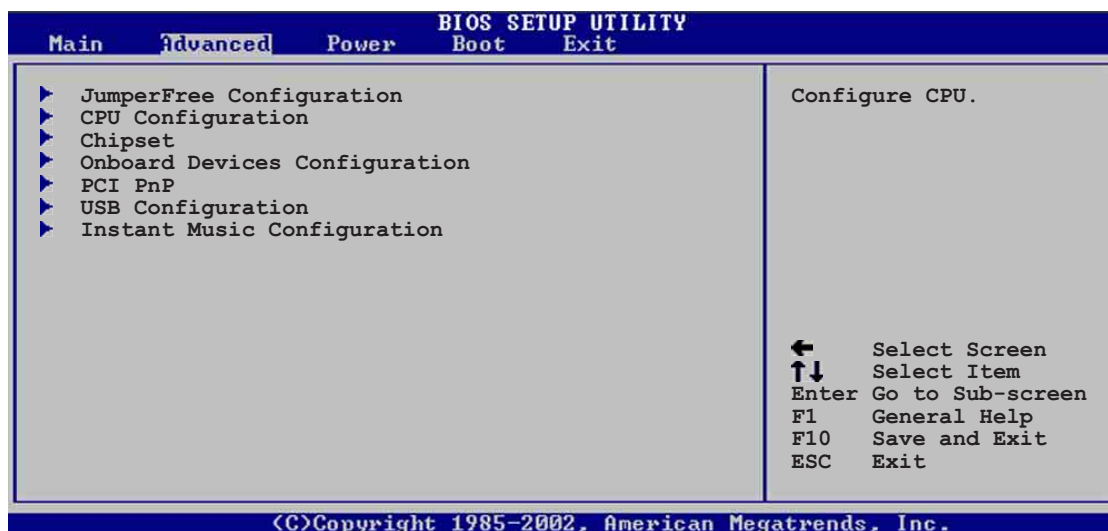 BIOS SETUP UTILITY
Main Advanced Power Boot Exit
JumperFree Configuration
CPU Configuration
Chipset
Onboard Devices Configuration
PCI PnP
USB Configuration
Instant Music Configuration
Configure CPU.
← Select Screen
↑↓ Select Item
Enter Go to Sub-screen
F1 General Help
F10 Save and Exit
ESC Exit
(C)Copyright 1985-2002, American Megatrends, Inc.